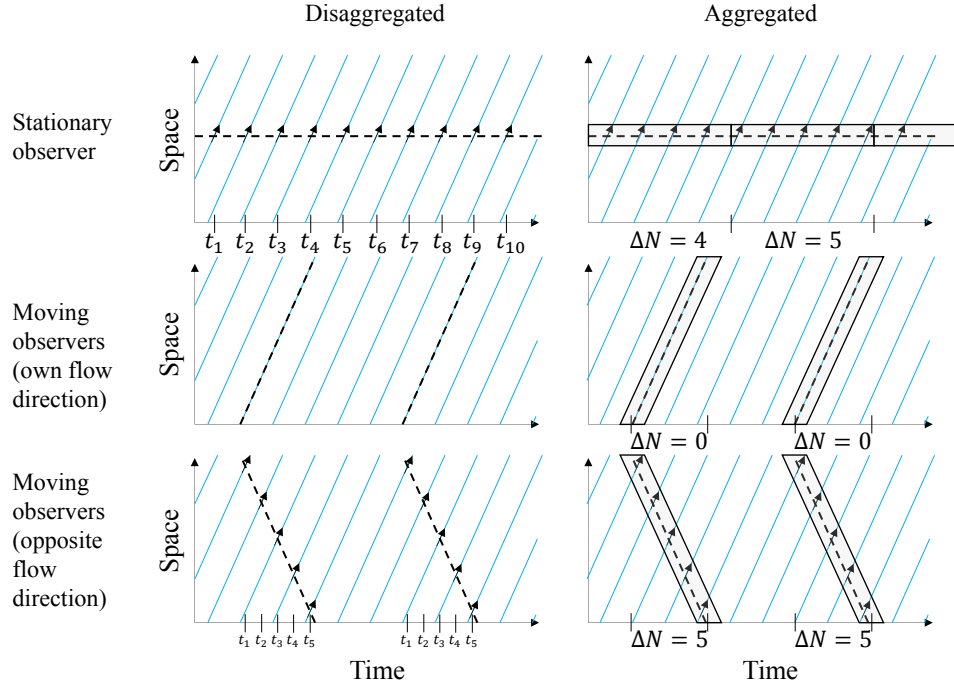 Disaggregated
Aggregated
Stationary
observer
Space
t₁ t₂ t₃ t₄ t₅ t₆ t₇ t₈ t₉ t₁₀
ΔN = 4
ΔN = 5
Moving
observers
(own flow
direction)
Space
ΔN = 0
ΔN = 0
Moving
observers
(opposite
flow
direction)
Space
t₁ t₂ t₃ t₄ t₅
t₁ t₂ t₃ t₄ t₅
ΔN = 5
ΔN = 5
Time
Time